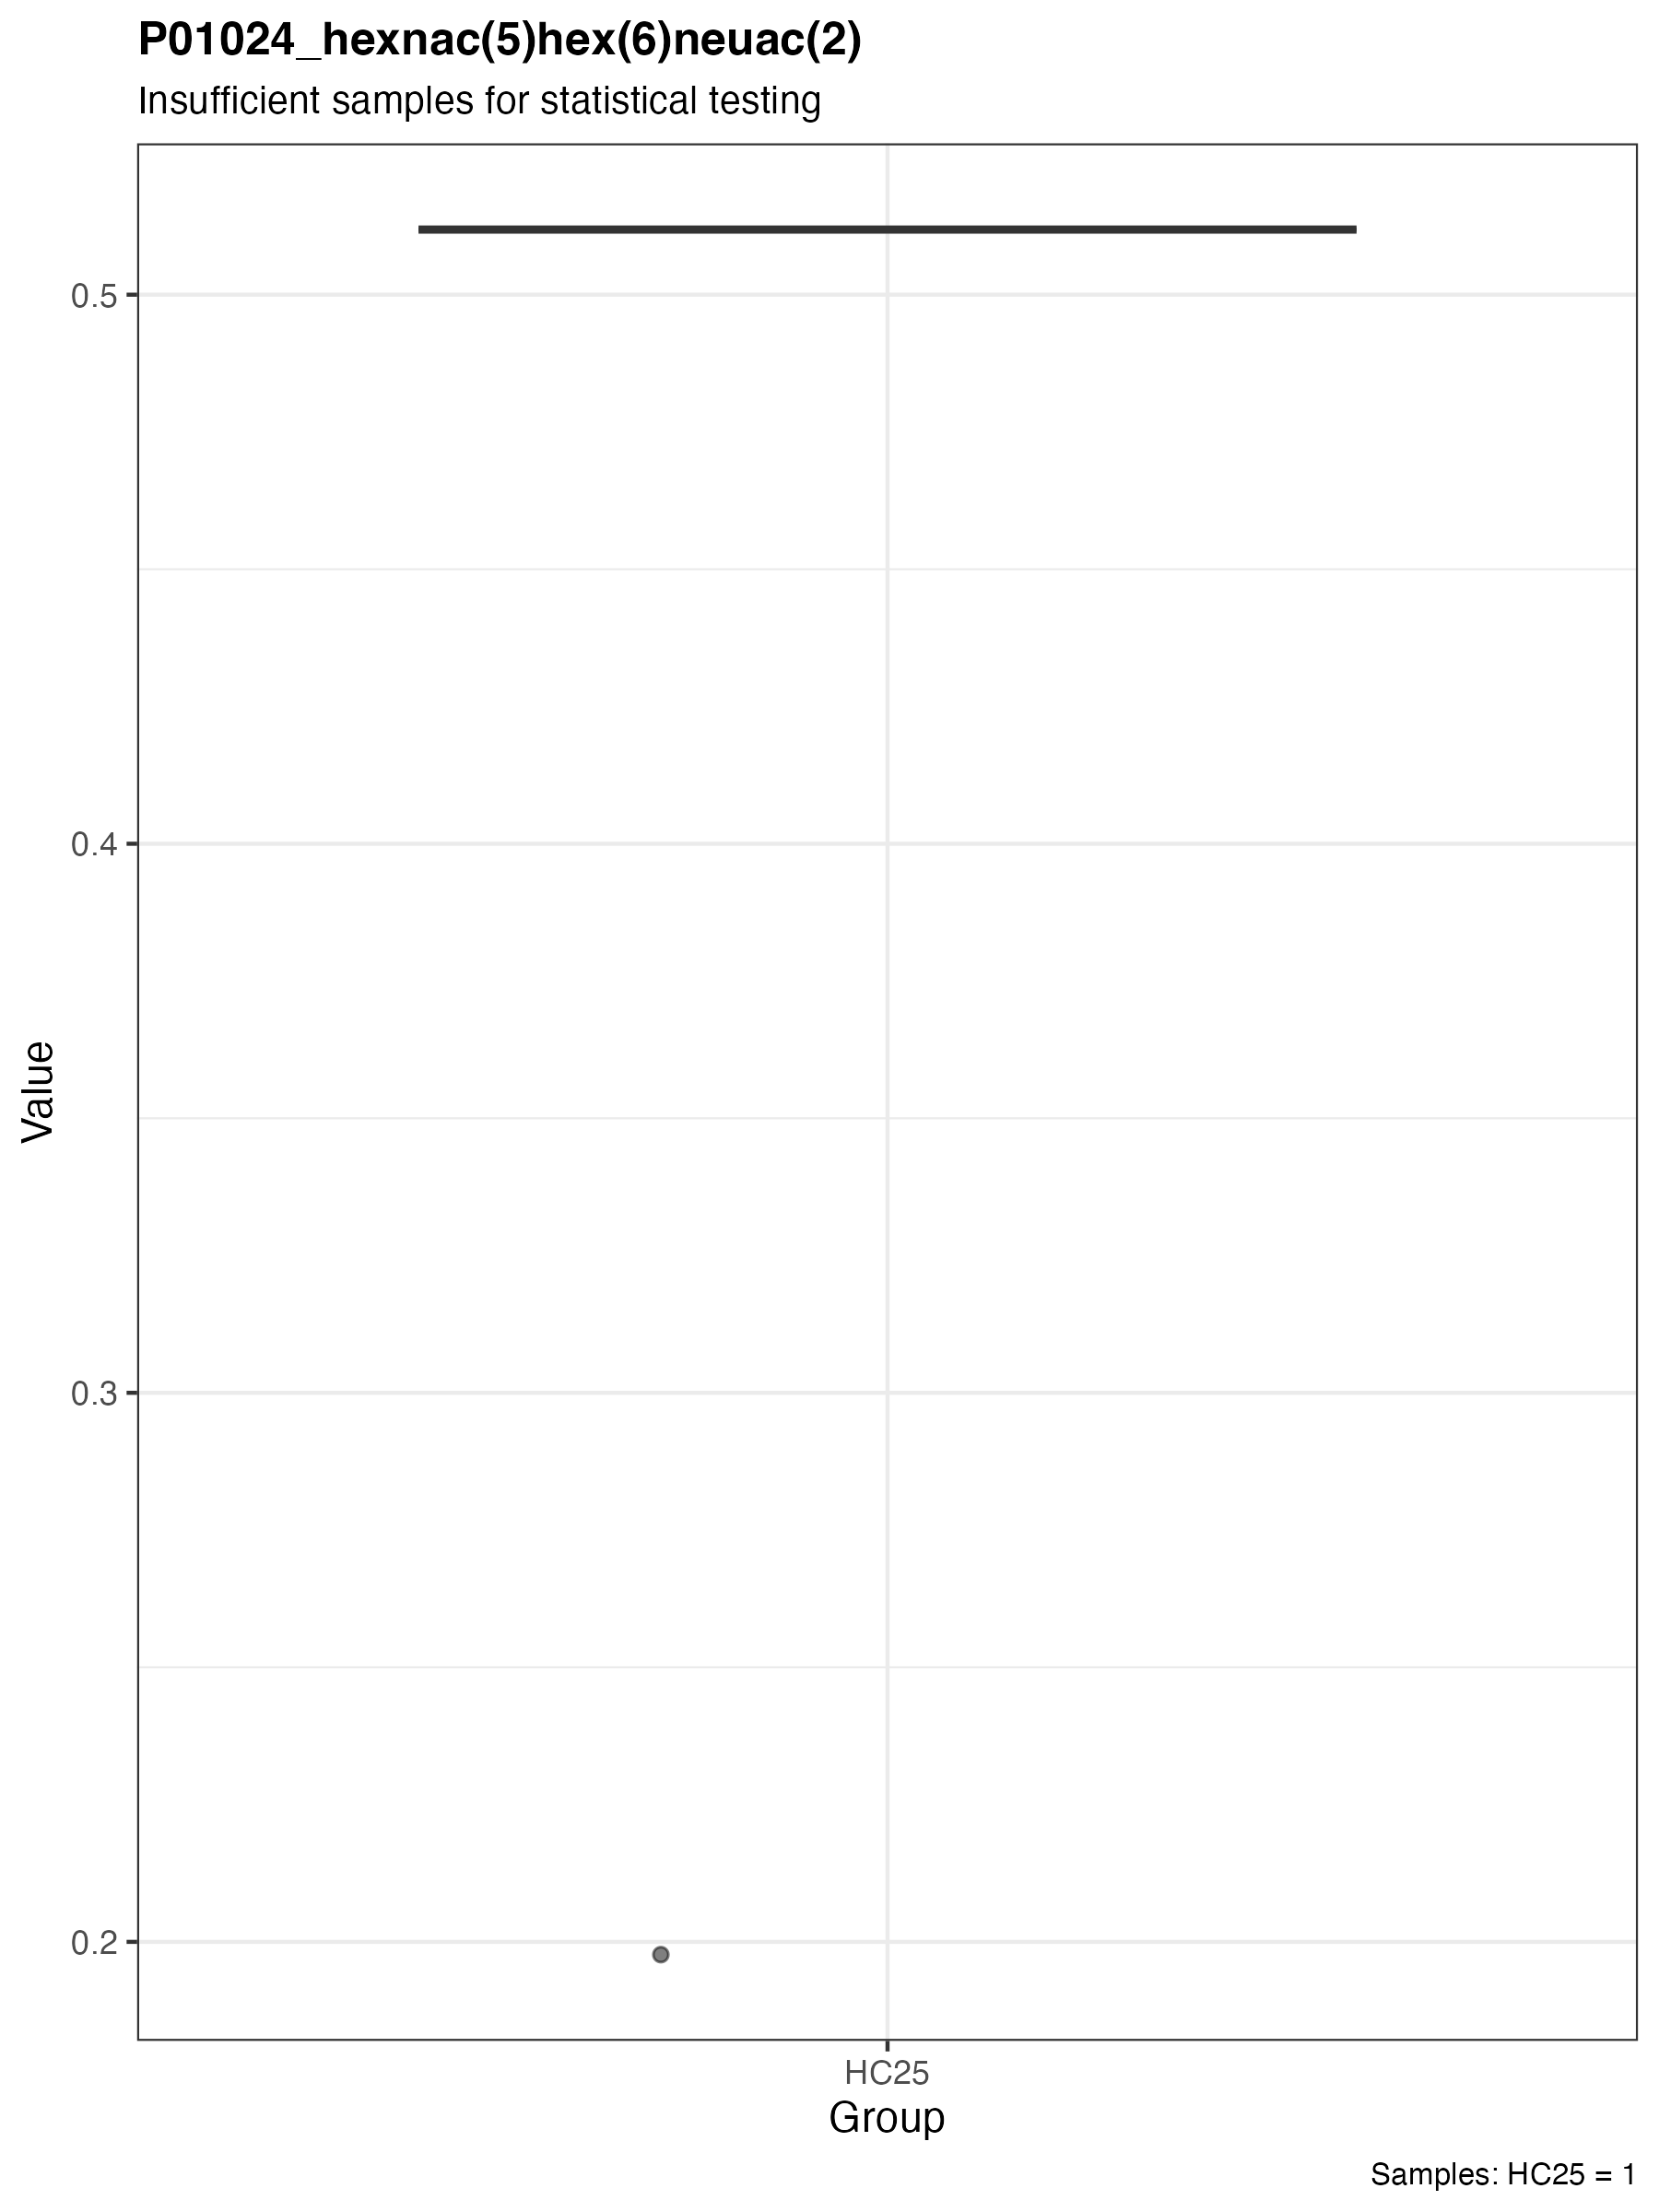 P01024_hexnac(5)hex(6)neuac(2)
Insufficient samples for statistical testing
0.5
0.4
0.3
0.2
Value
HC25
Group
Samples: HC25 = 1